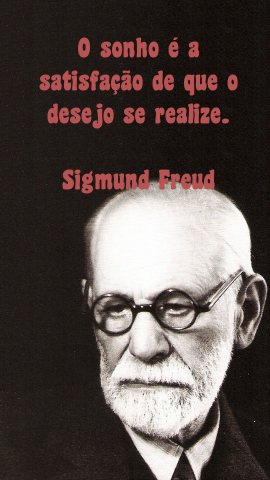 O sonho é a
satisfação de que o
desejo se realize.
Sigmund Freud